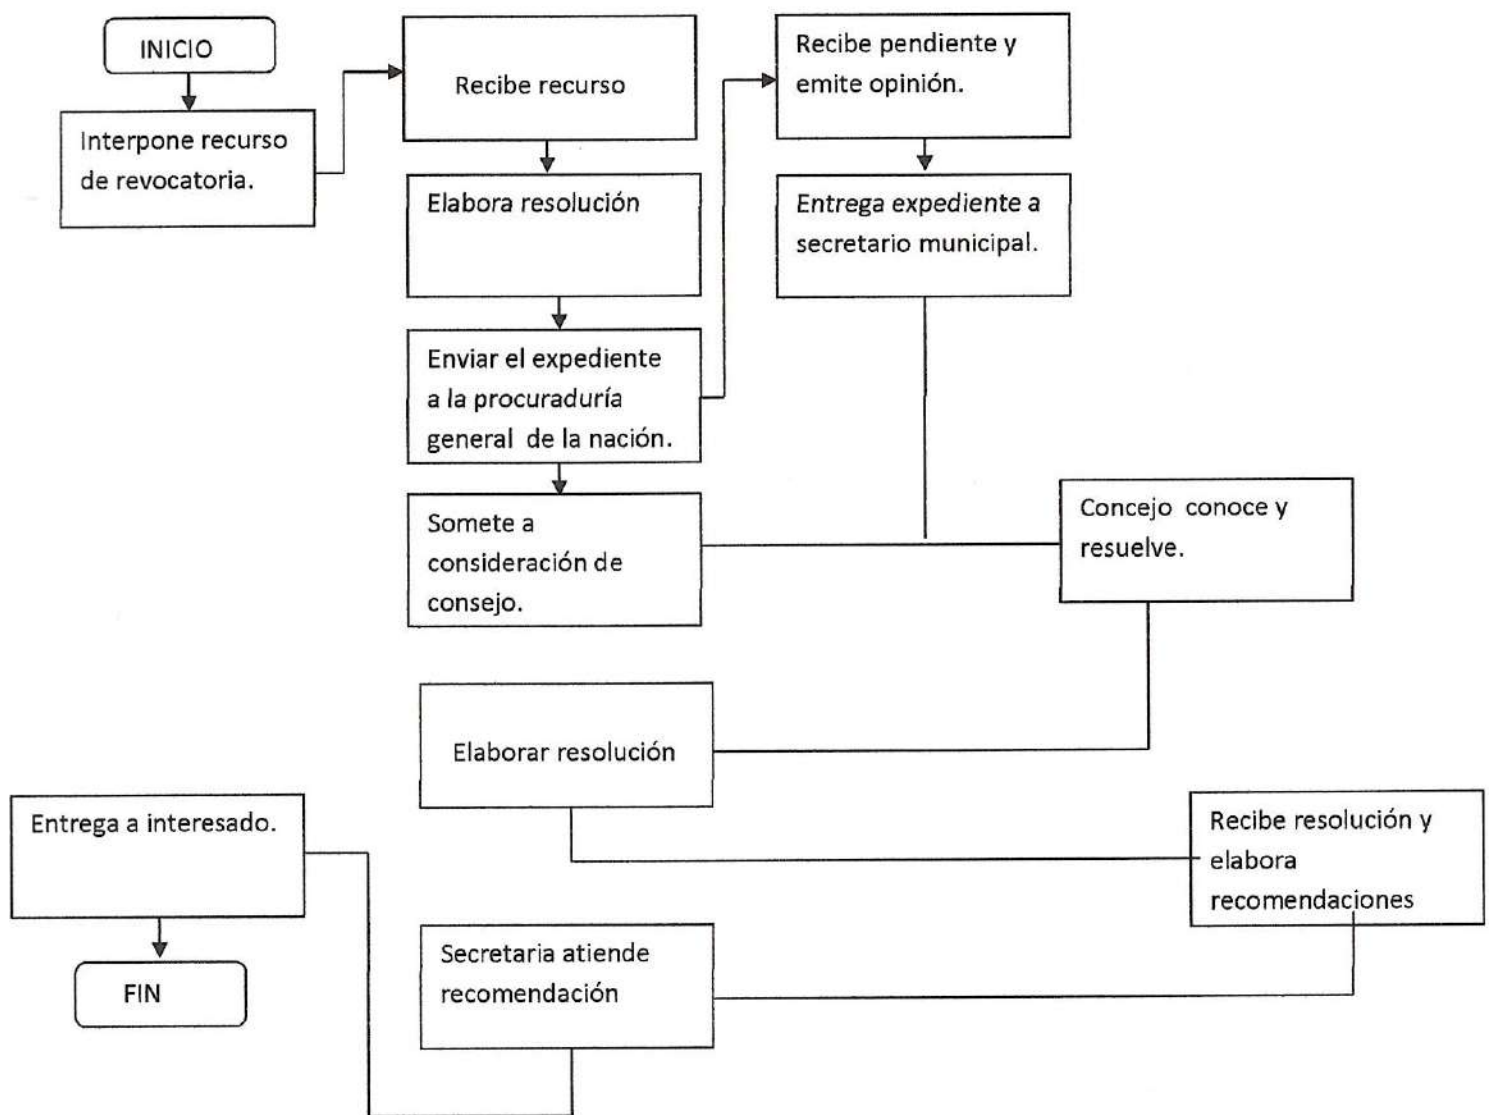 INICIO
Interpone recurso
de revocatoria.
Recibe recurso
Elabora resolución
Enviar el expediente
a la procuraduría
general de la nación.
Somete a
consideración de
consejo.
Recibe pendiente y
emite opinión.
Entrega expediente a
secretario municipal.
Concejo conoce y
resuelve.
Elaborar resolución
Recibe resolución y
elabora
recomendaciones
Secretaria atiende
recomendación
Entrega a interesado.
FIN